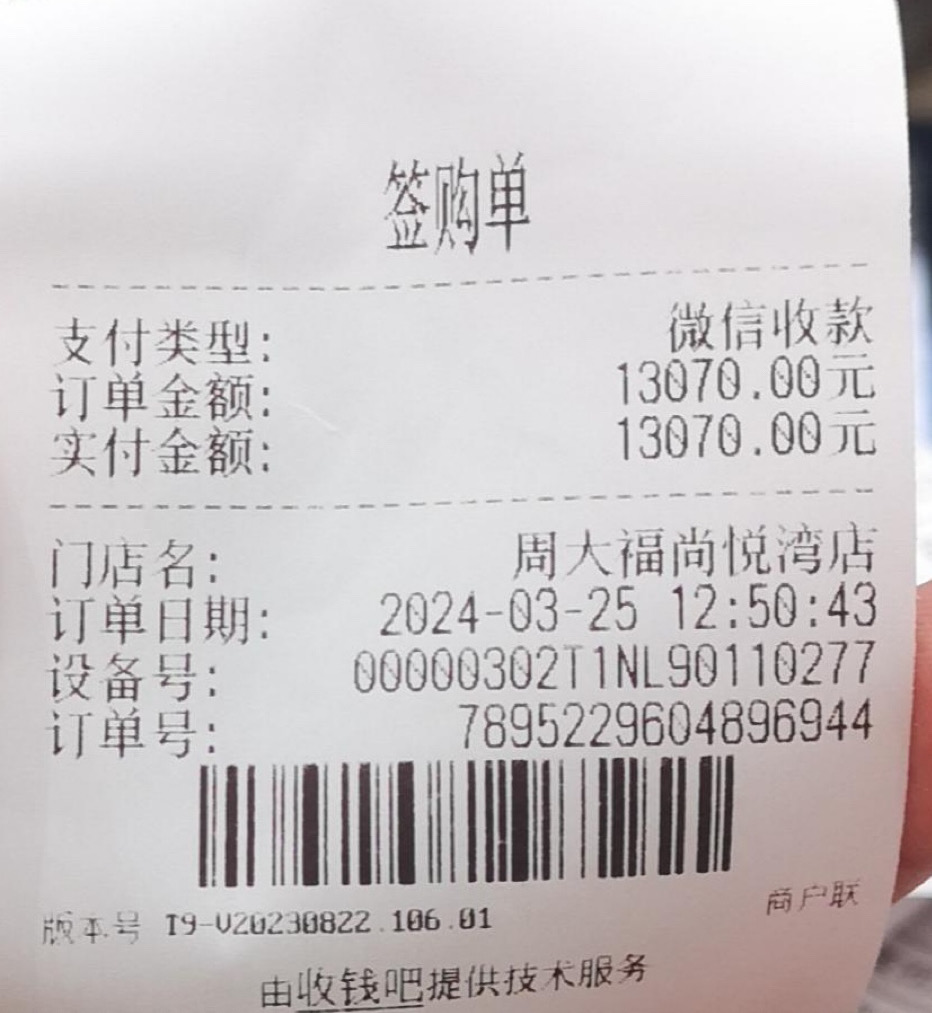 签购单
支付类型: 微信收款
订单金额: 13070.00元
实付金额: 13070.00元
门店名: 周大福尚悦湾店
订单日期: 2024-03-25 12:50:43
设备号: 00000302T1NL90110277
订单号: 7895229604896944
版本号 T9-V20230822.106.01 商户联
由收钱吧提供技术服务